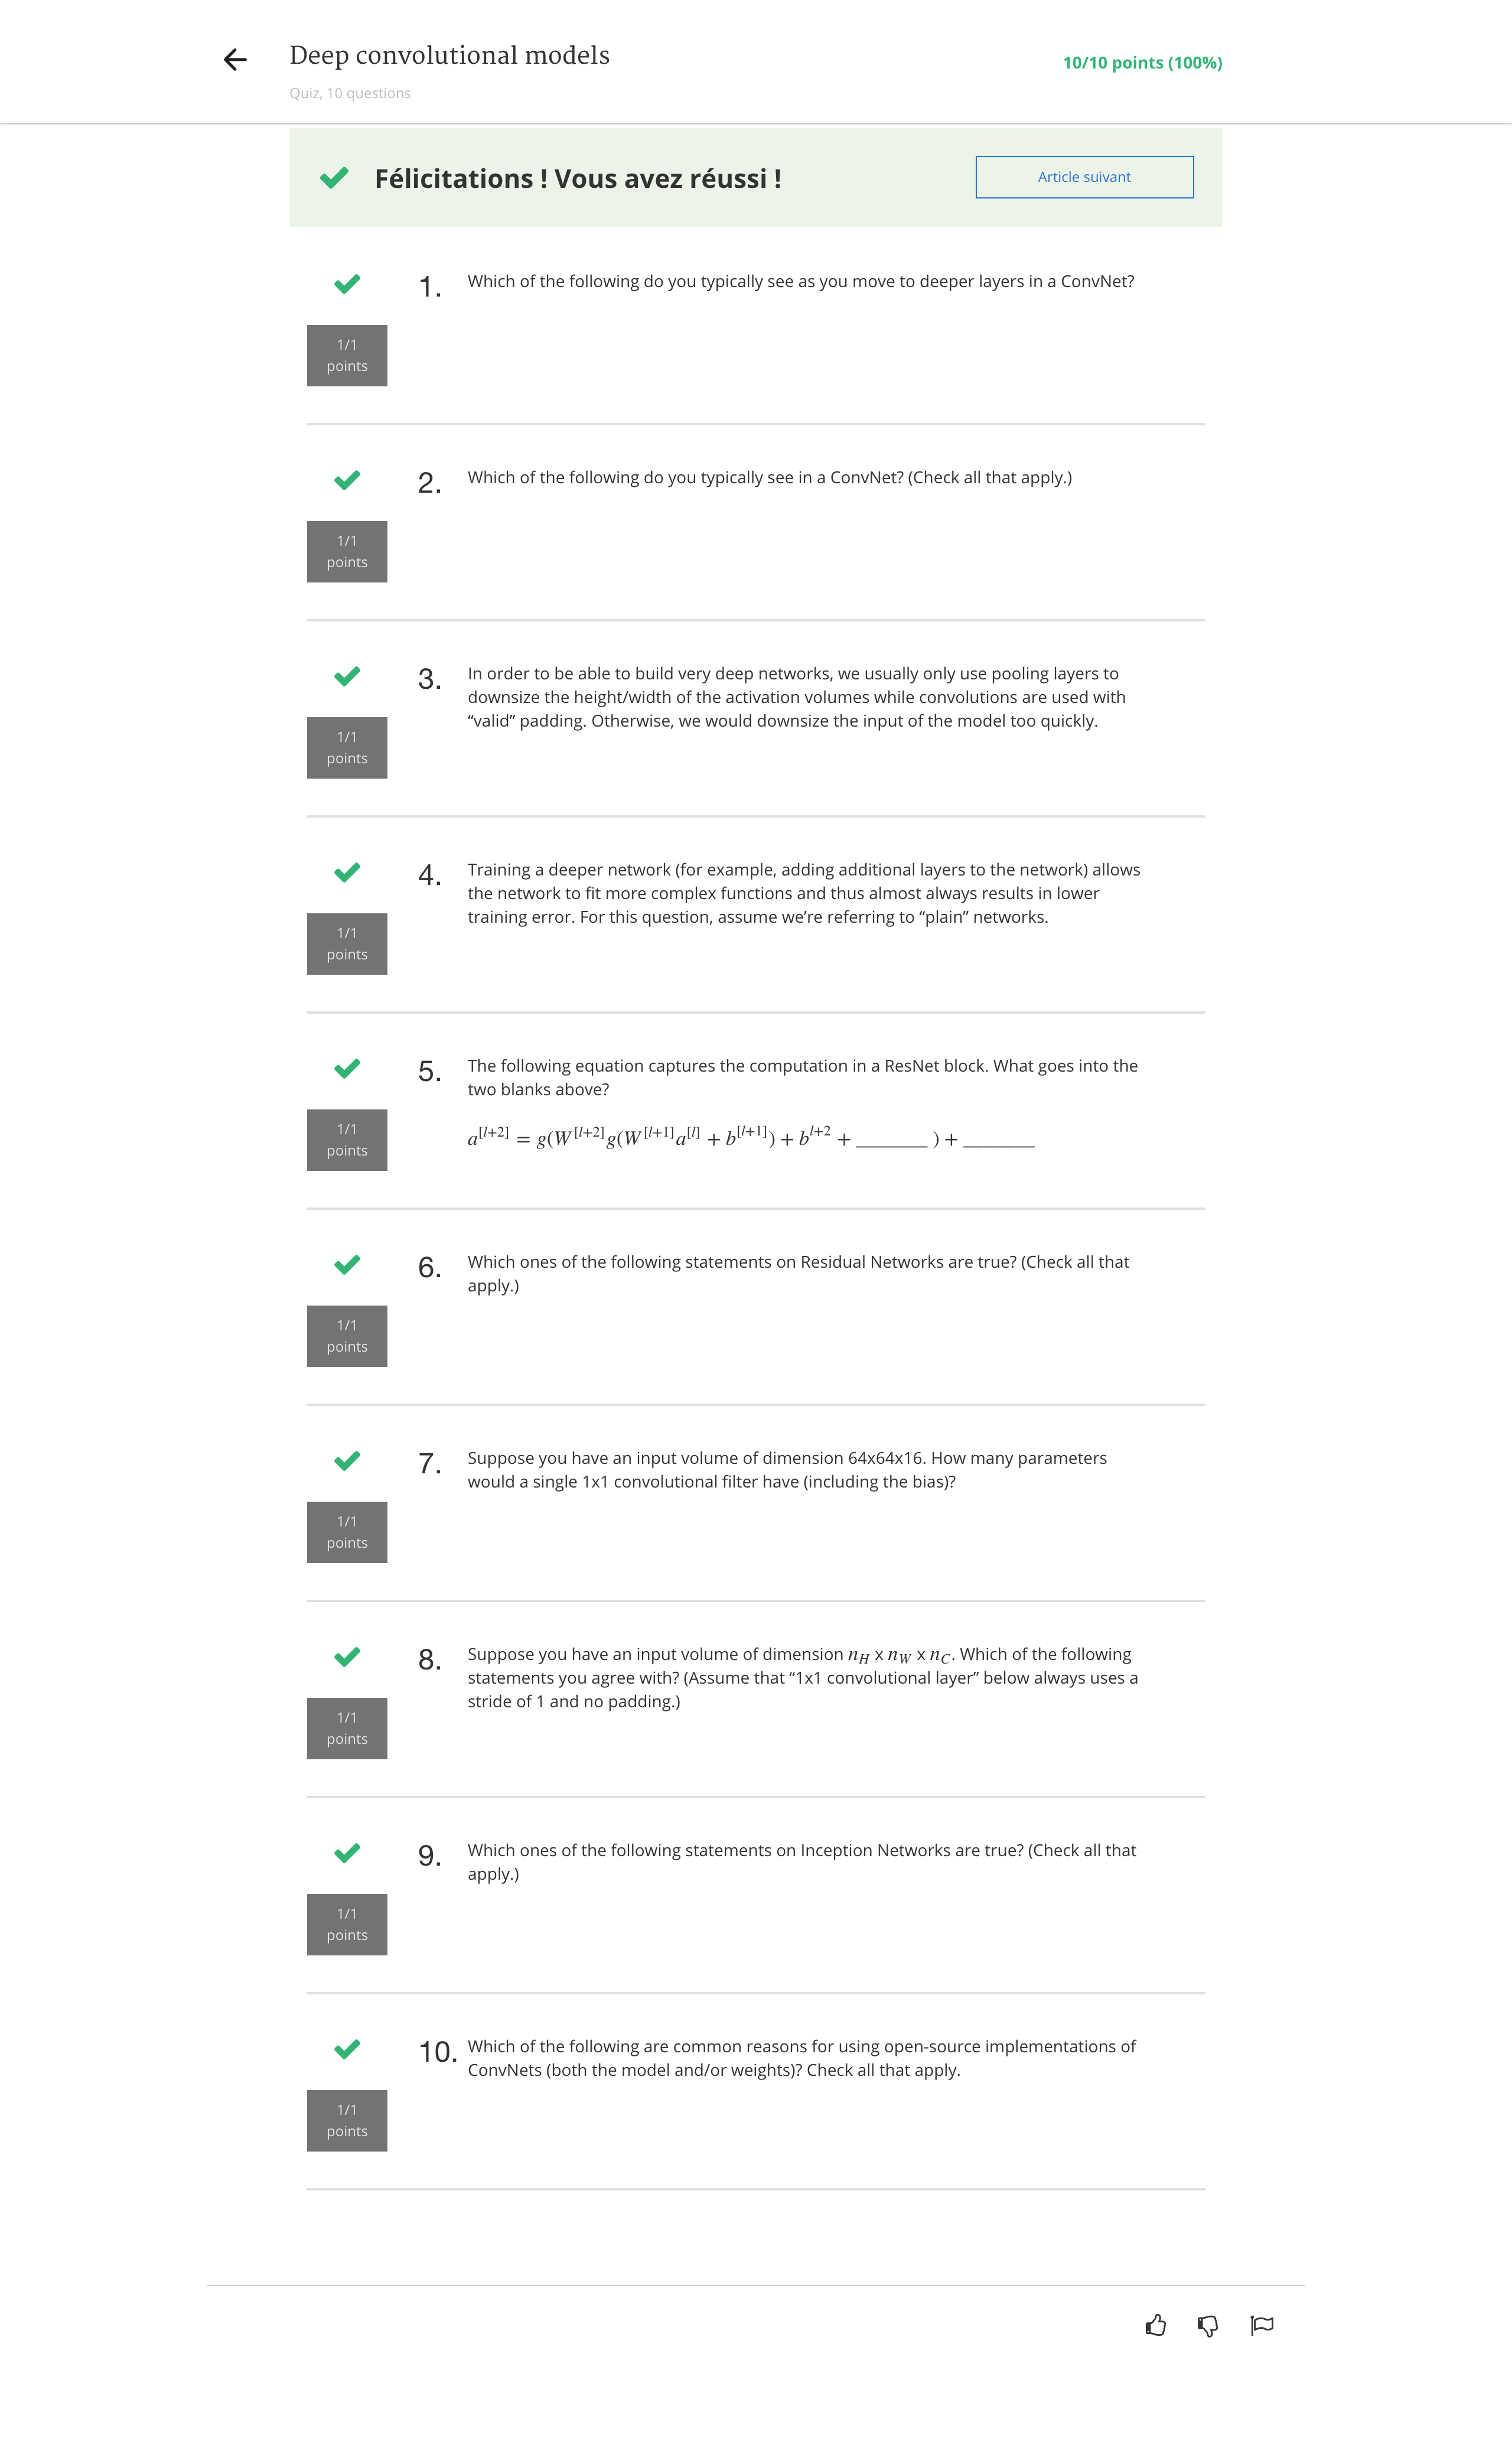 Deep convolutional models
10/10 points (100%)
Quiz, 10 questions
Félicitations ! Vous avez réussi !
Article suivant
1.
Which of the following do you typically see as you move to deeper layers in a ConvNet?
1/1
points
2.
Which of the following do you typically see in a ConvNet? (Check all that apply.)
1/1
points
3.
In order to be able to build very deep networks, we usually only use pooling layers to
downsize the height/width of the activation volumes while convolutions are used with
“valid” padding. Otherwise, we would downsize the input of the model too quickly.
1/1
points
4.
Training a deeper network (for example, adding additional layers to the network) allows
the network to fit more complex functions and thus almost always results in lower
training error. For this question, assume we’re referring to “plain” networks.
1/1
points
5.
The following equation captures the computation in a ResNet block. What goes into the
two blanks above?
a^[l+2] = g(W^[l+2] g(W^[l+1] a^[l] + b^[l+1]) + b^l+2 + _______ ) + _______
1/1
points
6.
Which ones of the following statements on Residual Networks are true? (Check all that
apply.)
1/1
points
7.
Suppose you have an input volume of dimension 64x64x16. How many parameters
would a single 1x1 convolutional filter have (including the bias)?
1/1
points
8.
Suppose you have an input volume of dimension n_H x n_W x n_C. Which of the following
statements you agree with? (Assume that “1x1 convolutional layer” below always uses a
stride of 1 and no padding.)
1/1
points
9.
Which ones of the following statements on Inception Networks are true? (Check all that
apply.)
1/1
points
10.
Which of the following are common reasons for using open-source implementations of
ConvNets (both the model and/or weights)? Check all that apply.
1/1
points